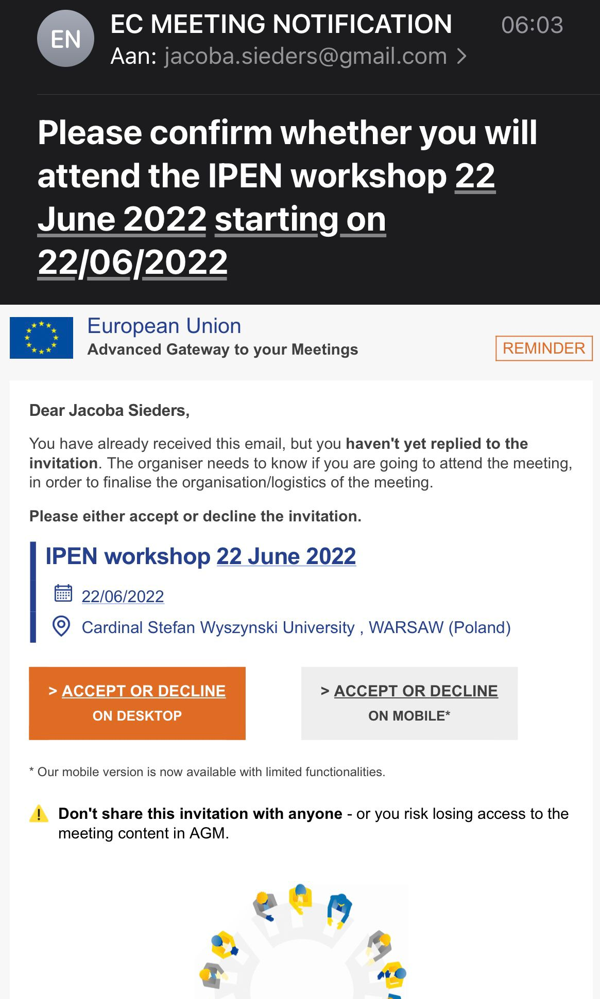 EN
EC MEETING NOTIFICATION
06:03
Aan: jacoba.sieders@gmail.com >
Please confirm whether you will
attend the IPEN workshop 22
June 2022 starting on
22/06/2022
European Union
Advanced Gateway to your Meetings
REMINDER
Dear Jacoba Sieders,
You have already received this email, but you haven't yet replied to the
invitation. The organiser needs to know if you are going to attend the meeting,
in order to finalise the organisation/logistics of the meeting.
Please either accept or decline the invitation.
IPEN workshop 22 June 2022
22/06/2022
Cardinal Stefan Wyszynski University , WARSAW (Poland)
> ACCEPT OR DECLINE
ON DESKTOP
> ACCEPT OR DECLINE
ON MOBILE*
* Our mobile version is now available with limited functionalities.
Don't share this invitation with anyone - or you risk losing access to the
meeting content in AGM.